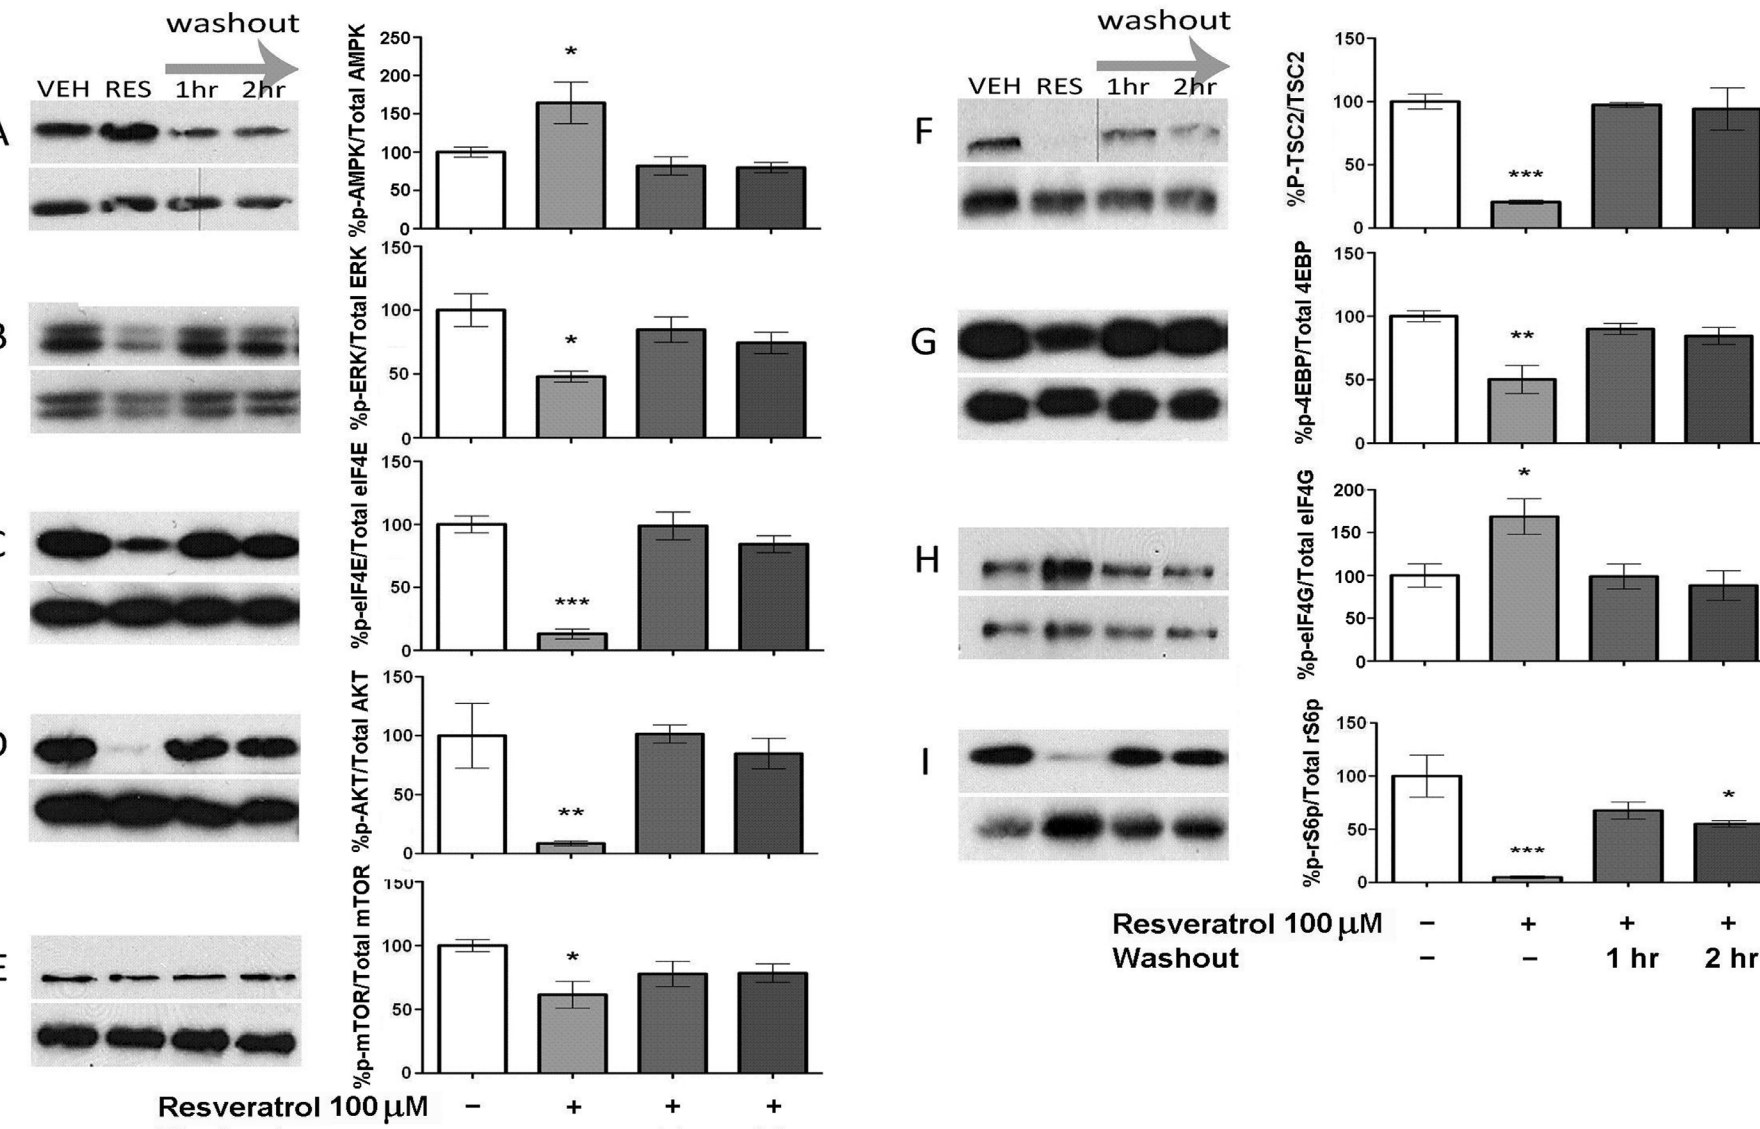 washout
VEH RES 1hr 2hr
A
%p-AMPK/Total AMPK
250
200
150
100
50
0
*
B
%p-ERK/Total ERK
150
100
50
0
*
C
%p-eIF4E/Total eIF4E
150
100
50
0
***
D
%p-AKT/Total AKT
150
100
50
0
**
E
%p-mTOR/Total mTOR
150
100
50
0
*
Resveratrol 100 μM − + + +
washout
VEH RES 1hr 2hr
F
%P-TSC2/TSC2
150
100
50
0
***
G
%p-4EBP/Total 4EBP
150
100
50
0
**
H
%p-eIF4G/Total eIF4G
200
150
100
50
0
*
I
%p-rS6p/Total rS6p
150
100
50
0
***
*
Resveratrol 100 μM − + + +
Washout − − 1 hr 2 hr